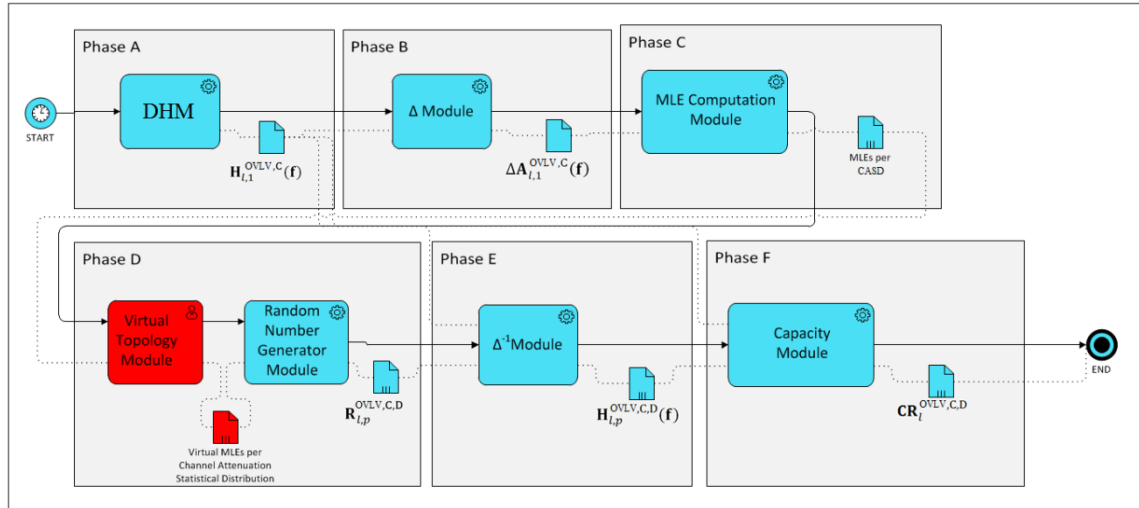 Phase A
Phase B
Phase C
START
DHM
Δ Module
MLE Computation
Module
H_{l,1}^{OVLV,C}(f)
ΔA_{l,1}^{OVLV,C}(f)
MLEs per
CASD
Phase D
Phase E
Phase F
Virtual
Topology
Module
Random
Number
Generator
Module
Δ⁻¹Module
Capacity
Module
END
R_{l,p}^{OVLV,C,D}
H_{l,p}^{OVLV,C,D}(f)
CR_l^{OVLV,C,D}
Virtual MLEs per
Channel Attenuation
Statistical Distribution